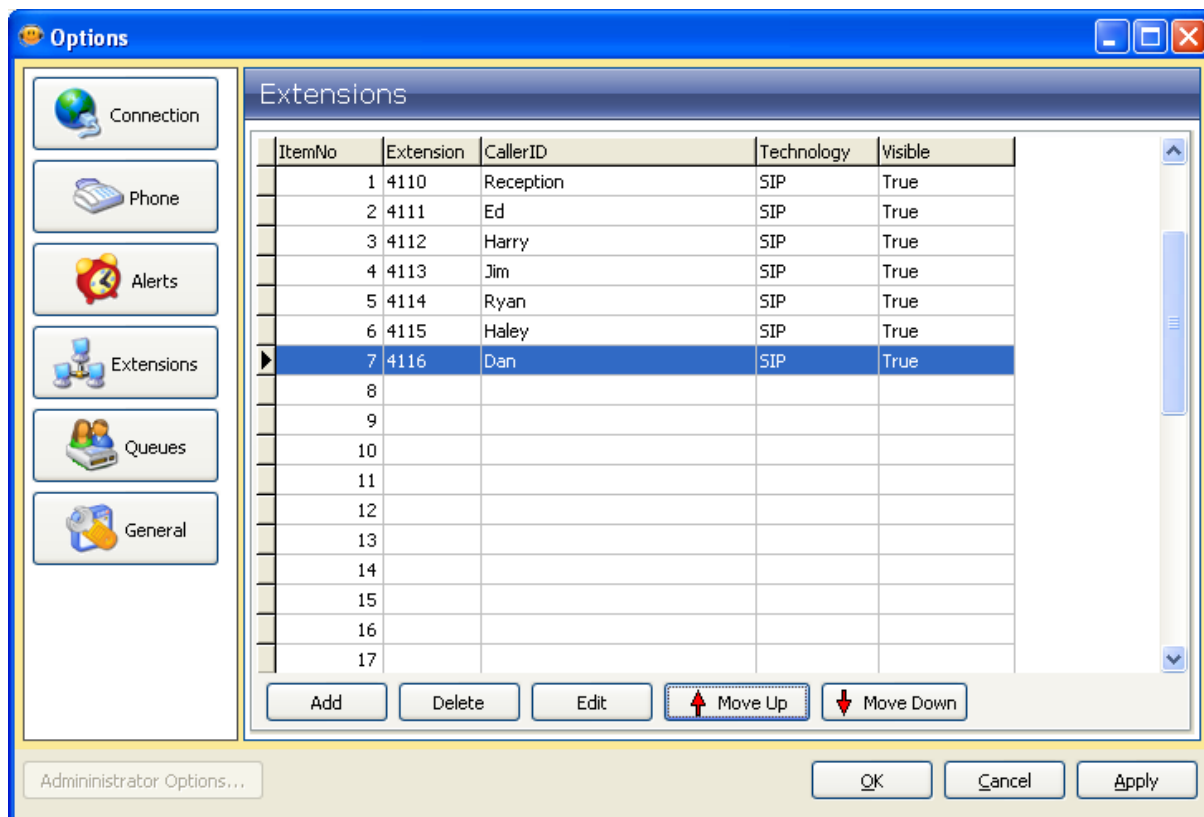 Options
Connection
Phone
Alerts
Extensions
Queues
General
Extensions
ItemNo Extension CallerID Technology Visible
1 4110 Reception SIP True
2 4111 Ed SIP True
3 4112 Harry SIP True
4 4113 Jim SIP True
5 4114 Ryan SIP True
6 4115 Haley SIP True
7 4116 Dan SIP True
8
9
10
11
12
13
14
15
16
17
Add Delete Edit Move Up Move Down
Admininistrator Options... OK Cancel Apply